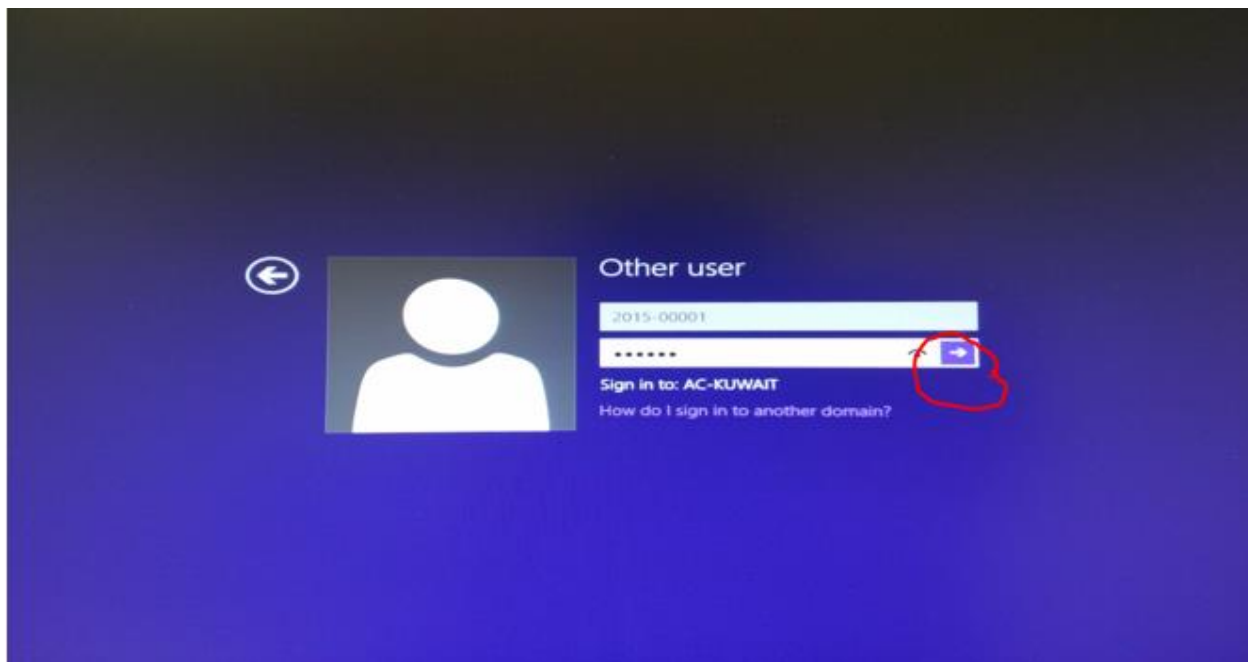 Other user
2015-00001
••••••
Sign in to: AC-KUWAIT
How do I sign in to another domain?